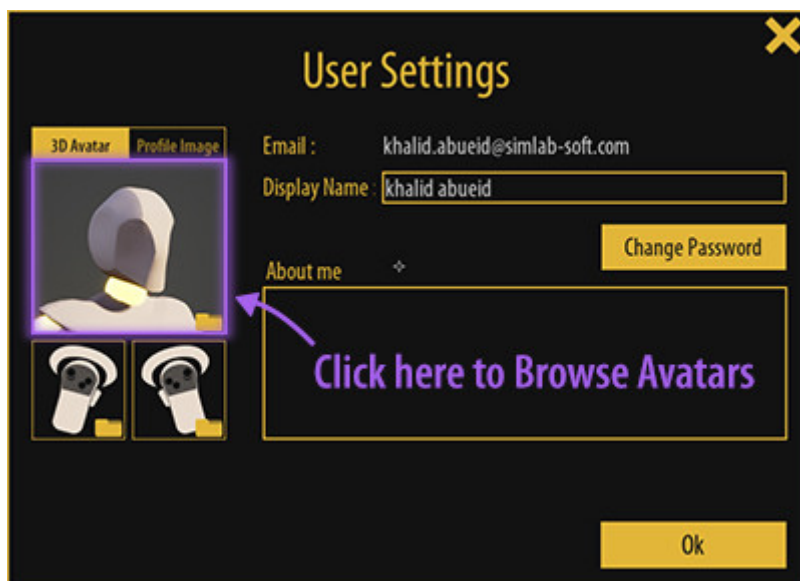 User Settings
3D Avatar Profile Image
Email : khalid.abueid@simlab-soft.com
Display Name : khalid abueid
Change Password
About me
Click here to Browse Avatars
Ok